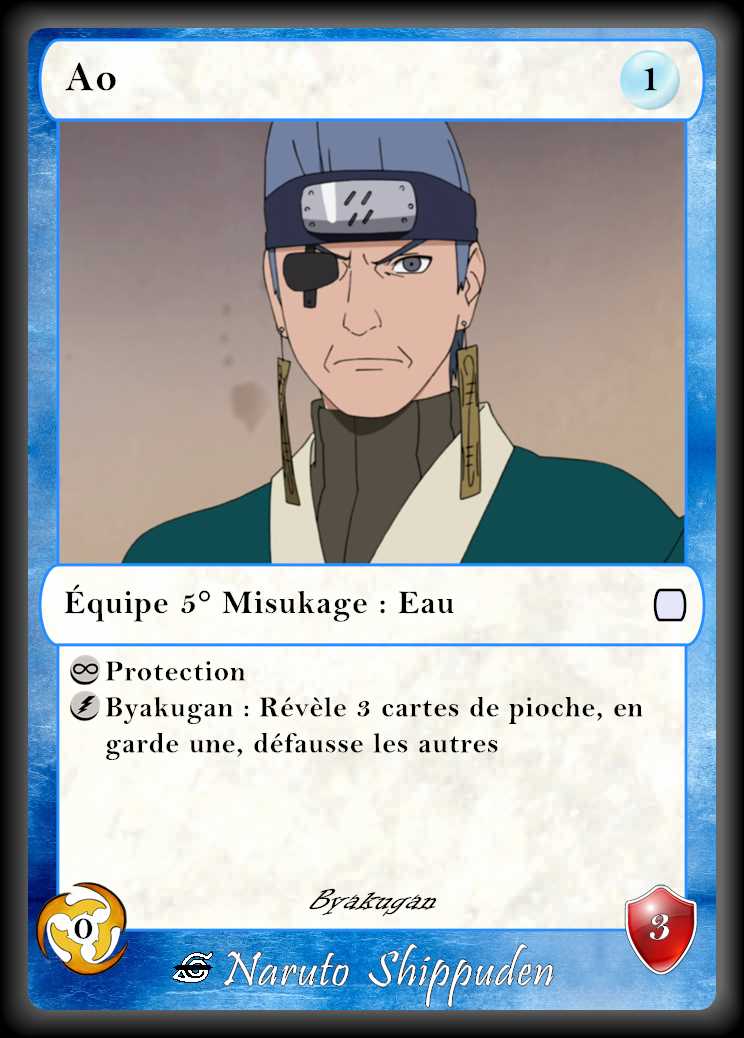 Ao
1
Équipe 5° Misukage : Eau
Protection
Byakugan : Révèle 3 cartes de pioche, en
garde une, défausse les autres
Byakugan
0
3
Naruto Shippuden